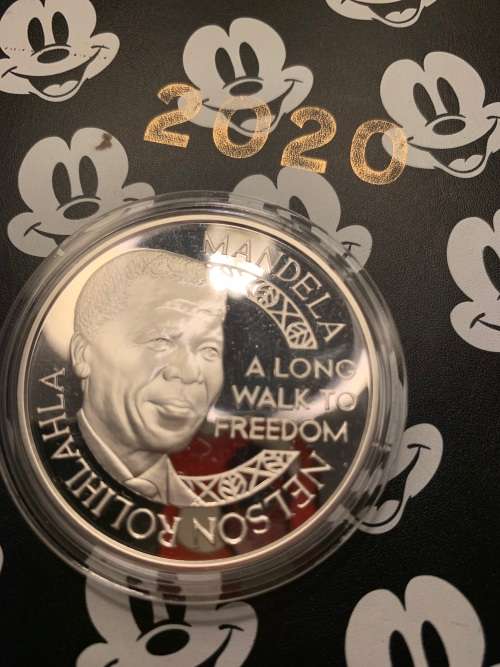 2020
NELSON ROLIHLAHLA
MANDELA
A LONG
WALK TO
FREEDOM